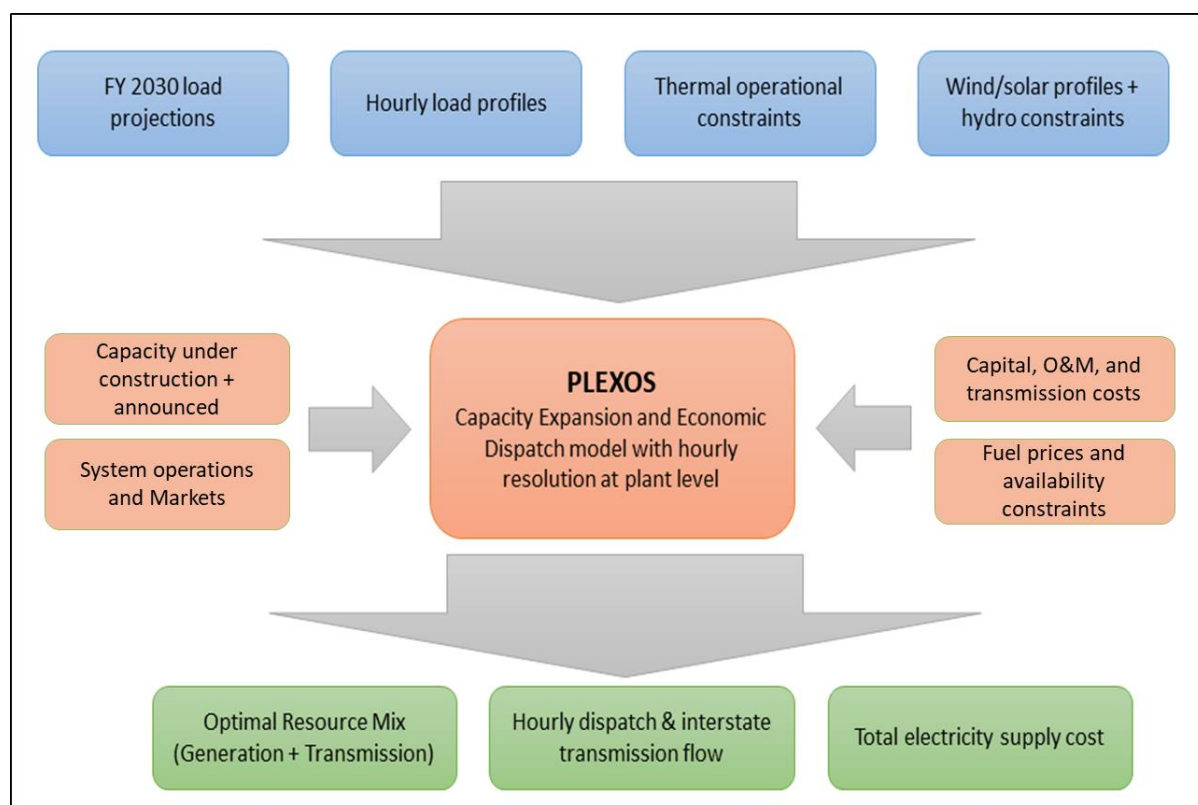 FY 2030 load
projections
Hourly load profiles
Thermal operational
constraints
Wind/solar profiles +
hydro constraints
Capacity under
construction +
announced
System operations
and Markets
PLEXOS
Capacity Expansion and Economic
Dispatch model with hourly
resolution at plant level
Capital, O&M, and
transmission costs
Fuel prices and
availability
constraints
Optimal Resource Mix
(Generation + Transmission)
Hourly dispatch & interstate
transmission flow
Total electricity supply cost